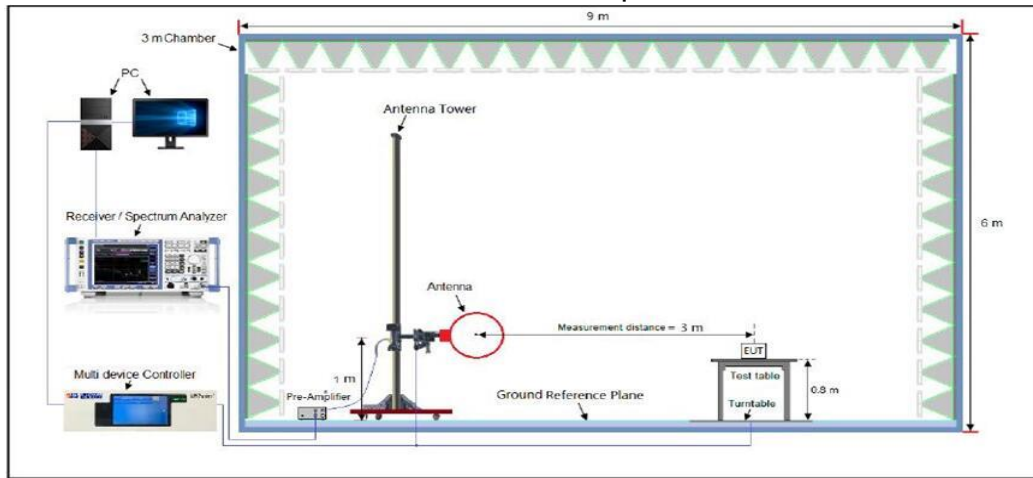 9 m
3 m Chamber
PC
Antenna Tower
Receiver / Spectrum Analyzer
6 m
Antenna
Measurement distance = 3 m
EUT
Multi device Controller
1 m
Test table
0.8 m
Pre-Amplifier
Ground Reference Plane
Turntable